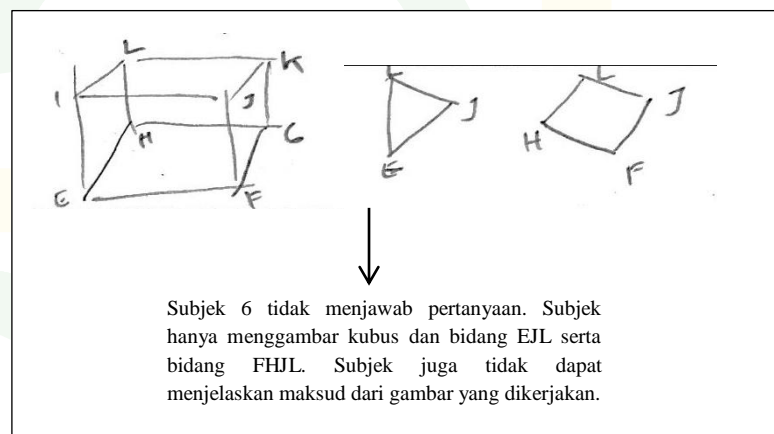 L K L L
I J J J
H G H
E F E F
Subjek 6 tidak menjawab pertanyaan. Subjek
hanya menggambar kubus dan bidang EJL serta
bidang FHJL. Subjek juga tidak dapat
menjelaskan maksud dari gambar yang dikerjakan.